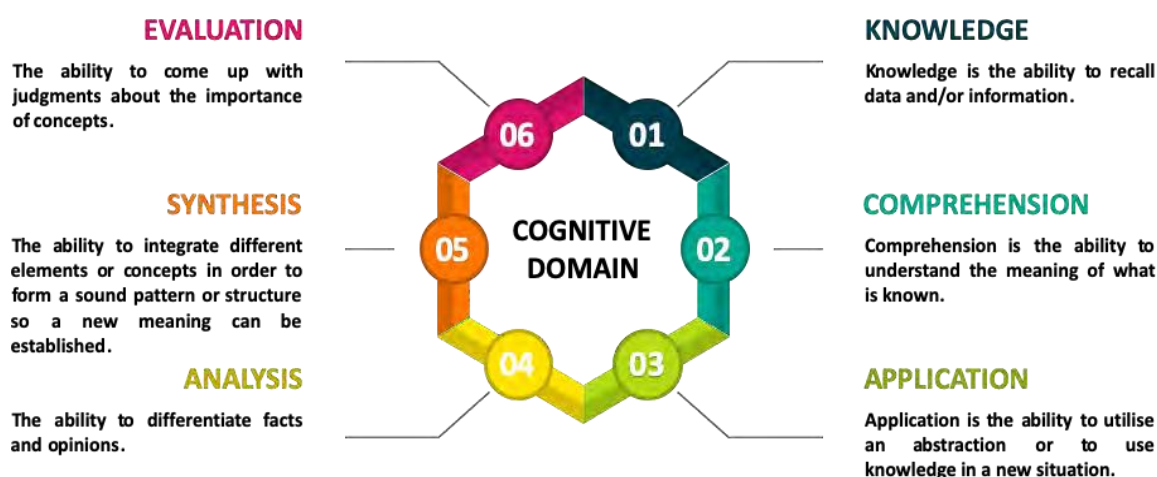 EVALUATION
The ability to come up with
judgments about the importance
of concepts.
SYNTHESIS
The ability to integrate different
elements or concepts in order to
form a sound pattern or structure
so a new meaning can be
established.
ANALYSIS
The ability to differentiate facts
and opinions.
06
01
05
COGNITIVE
DOMAIN
02
04
03
KNOWLEDGE
Knowledge is the ability to recall
data and/or information.
COMPREHENSION
Comprehension is the ability to
understand the meaning of what
is known.
APPLICATION
Application is the ability to utilise
an abstraction or to use
knowledge in a new situation.